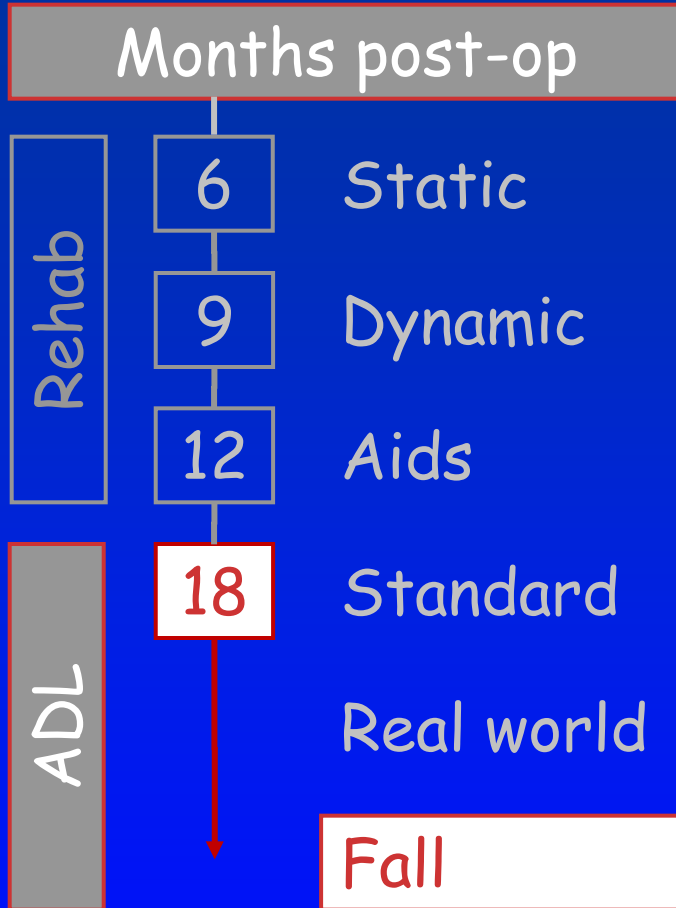 Months post-op
Rehab
6 Static
9 Dynamic
12 Aids
ADL
18 Standard
Real world
Fall